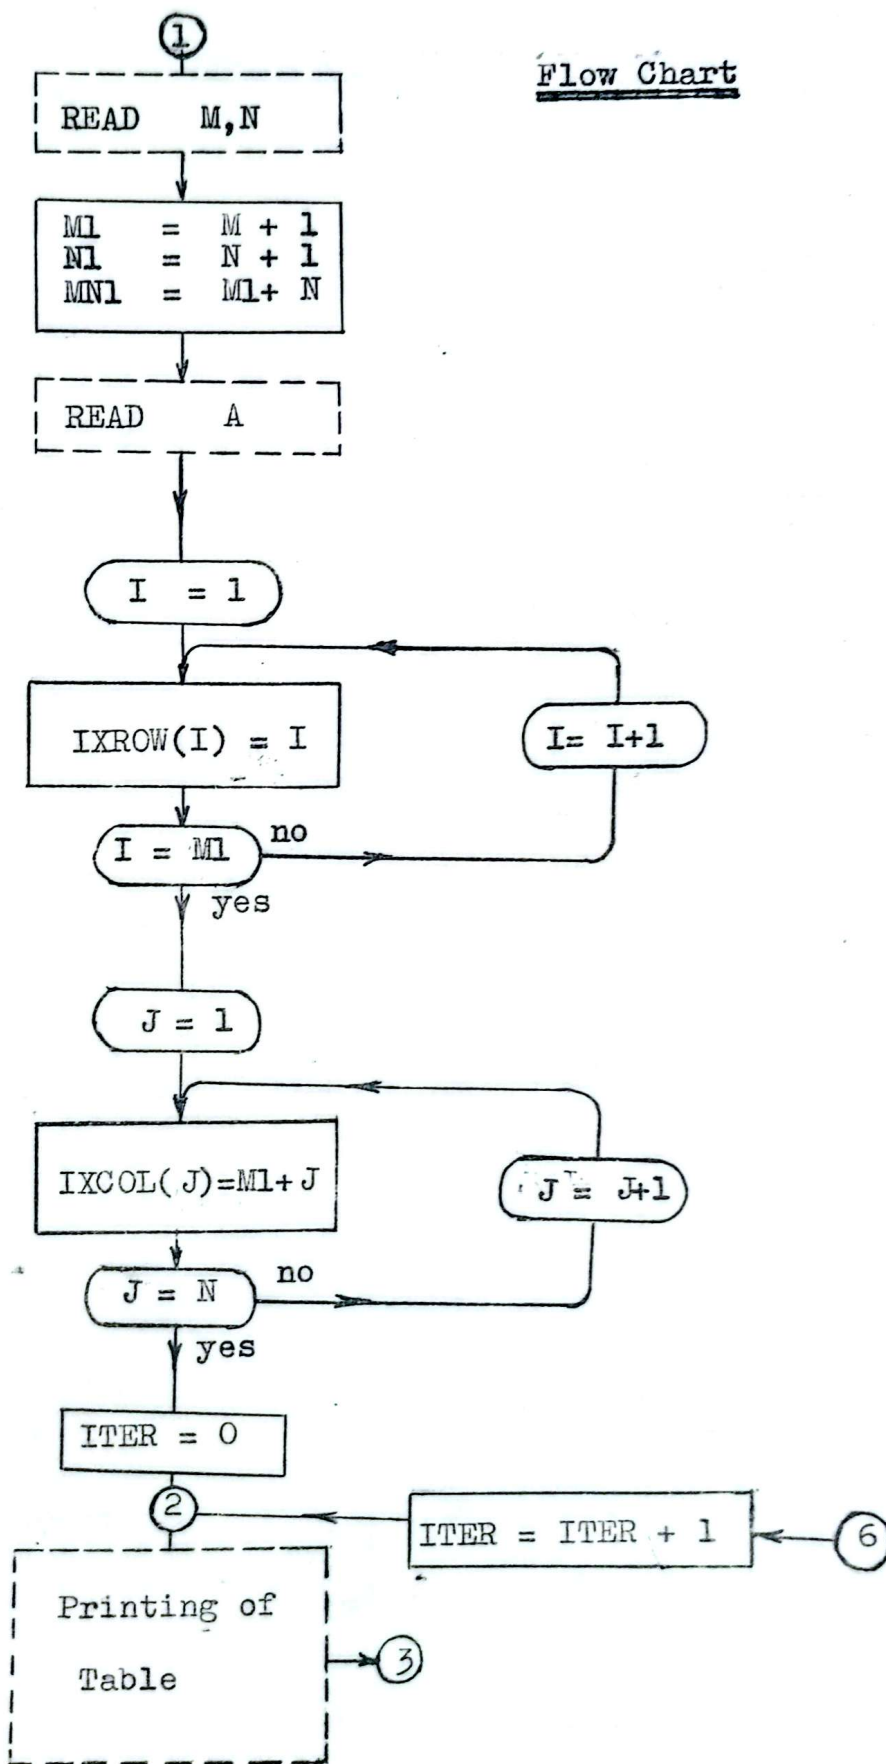 1
Flow Chart
READ M,N
M1 = M + 1
N1 = N + 1
MN1 = M1+ N
READ A
I = 1
IXROW(I) = I
I= I+1
I = M1
no
yes
J = 1
IXCOL(J)=M1+J
J = J+1
J = N
no
yes
ITER = 0
2
ITER = ITER + 1
6
Printing of
Table
3